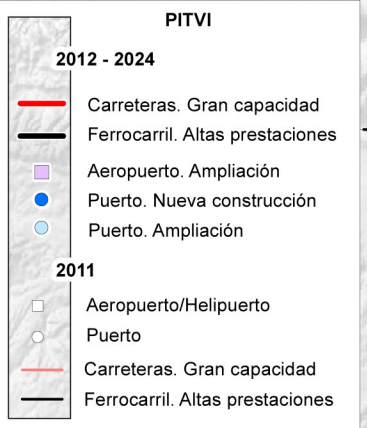 PITVI
2012 - 2024
Carreteras. Gran capacidad
Ferrocarril. Altas prestaciones
Aeropuerto. Ampliación
Puerto. Nueva construcción
Puerto. Ampliación
2011
Aeropuerto/Helipuerto
Puerto
Carreteras. Gran capacidad
Ferrocarril. Altas prestaciones